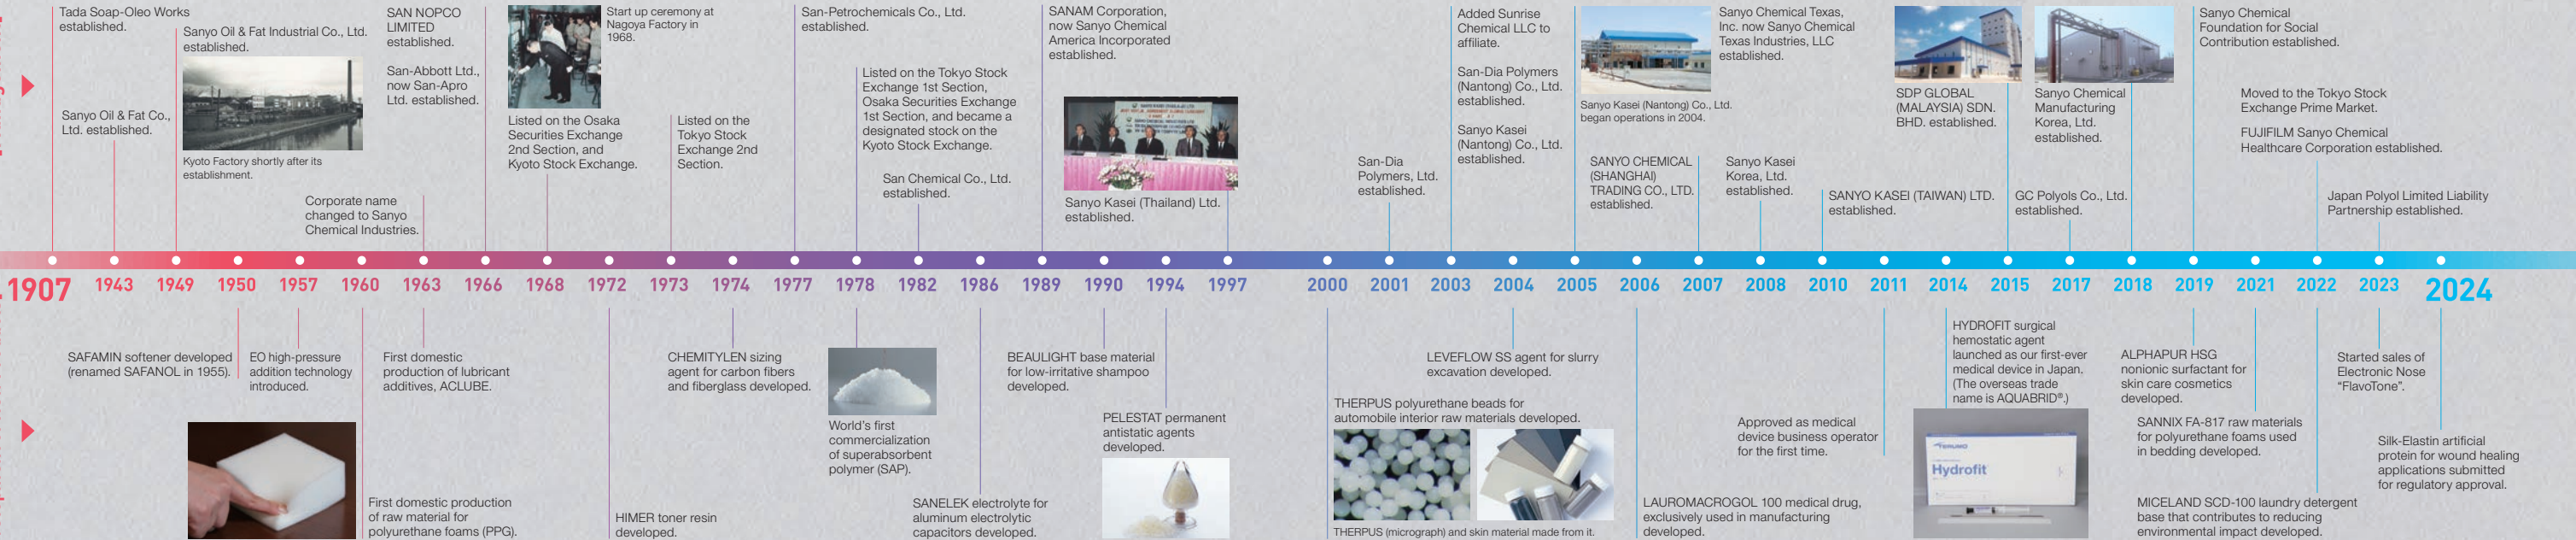 Tada Soap-Oleo Works
established.
Sanyo Oil & Fat Co.,
Ltd. established.
Sanyo Oil & Fat Industrial Co., Ltd.
established.
Kyoto Factory shortly after its
establishment.
Corporate name
changed to Sanyo
Chemical Industries.
SAN NOPCO
LIMITED
established.
San-Abbott Ltd.,
now San-Apro
Ltd. established.
Start up ceremony at
Nagoya Factory in
1968.
Listed on the Osaka
Securities Exchange
2nd Section, and
Kyoto Stock Exchange.
Listed on the
Tokyo Stock
Exchange 2nd
Section.
San-Petrochemicals Co., Ltd.
established.
Listed on the Tokyo Stock
Exchange 1st Section,
Osaka Securities Exchange
1st Section, and became a
designated stock on the
Kyoto Stock Exchange.
San Chemical Co., Ltd.
established.
SANAM Corporation,
now Sanyo Chemical
America Incorporated
established.
Sanyo Kasei (Thailand) Ltd.
established.
San-Dia
Polymers, Ltd.
established.
Added Sunrise
Chemical LLC to
affiliate.
San-Dia Polymers
(Nantong) Co., Ltd.
established.
Sanyo Kasei
(Nantong) Co., Ltd.
established.
Sanyo Kasei (Nantong) Co., Ltd.
began operations in 2004.
Sanyo Chemical Texas,
Inc. now Sanyo Chemical
Texas Industries, LLC
established.
SANYO CHEMICAL
(SHANGHAI)
TRADING CO., LTD.
established.
Sanyo Kasei
Korea, Ltd.
established.
SANYO KASEI (TAIWAN) LTD.
established.
SDP GLOBAL
(MALAYSIA) SDN.
BHD. established.
GC Polyols Co., Ltd.
established.
Sanyo Chemical
Manufacturing
Korea, Ltd.
established.
Sanyo Chemical
Foundation for Social
Contribution established.
Moved to the Tokyo Stock
Exchange Prime Market.
FUJIFILM Sanyo Chemical
Healthcare Corporation established.
Japan Polyol Limited Liability
Partnership established.
1907 1943 1949 1950 1957 1960 1963 1966 1968 1972 1973 1974 1977 1978 1982 1986 1989 1990 1994 1997 2000 2001 2003 2004 2005 2006 2007 2008 2010 2011 2014 2015 2017 2018 2019 2021 2022 2023 2024
SAFAMIN softener developed
(renamed SAFANOL in 1955).
EO high-pressure
addition technology
introduced.
First domestic production
of raw material for
polyurethane foams (PPG).
First domestic
production of lubricant
additives, ACLUBE.
HIMER toner resin
developed.
CHEMITYLEN sizing
agent for carbon fibers
and fiberglass developed.
World's first
commercialization
of superabsorbent
polymer (SAP).
SANELEK electrolyte for
aluminum electrolytic
capacitors developed.
BEAULIGHT base material
for low-irritative shampoo
developed.
PELESTAT permanent
antistatic agents
developed.
THERPUS polyurethane beads for
automobile interior raw materials developed.
THERPUS (micrograph) and skin material made from it.
LEVEFLOW SS agent for slurry
excavation developed.
LAUROMACROGOL 100 medical drug,
exclusively used in manufacturing
developed.
Approved as medical
device business operator
for the first time.
HYDROFIT surgical
hemostatic agent
launched as our first-ever
medical device in Japan.
(The overseas trade
name is AQUABRID®.)
TERUMO
Hydrofit
ALPHAPUR HSG
nonionic surfactant for
skin care cosmetics
developed.
SANNIX FA-817 raw materials
for polyurethane foams used
in bedding developed.
MICELAND SCD-100 laundry detergent
base that contributes to reducing
environmental impact developed.
Started sales of
Electronic Nose
“FlavoTone”.
Silk-Elastin artificial
protein for wound healing
applications submitted
for regulatory approval.